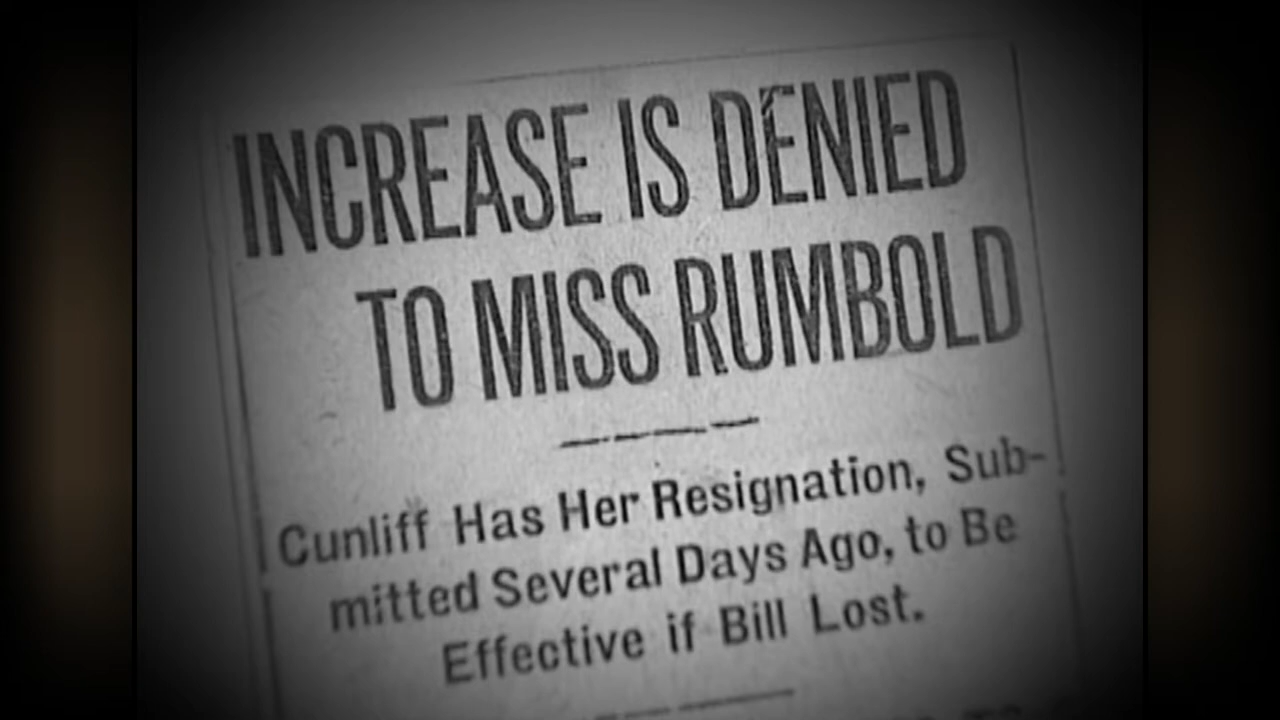 INCREASE IS DENIED
TO MISS RUMBOLD
Cunliff Has Her Resignation, Sub-
mitted Several Days Ago, to Be
Effective if Bill Lost.